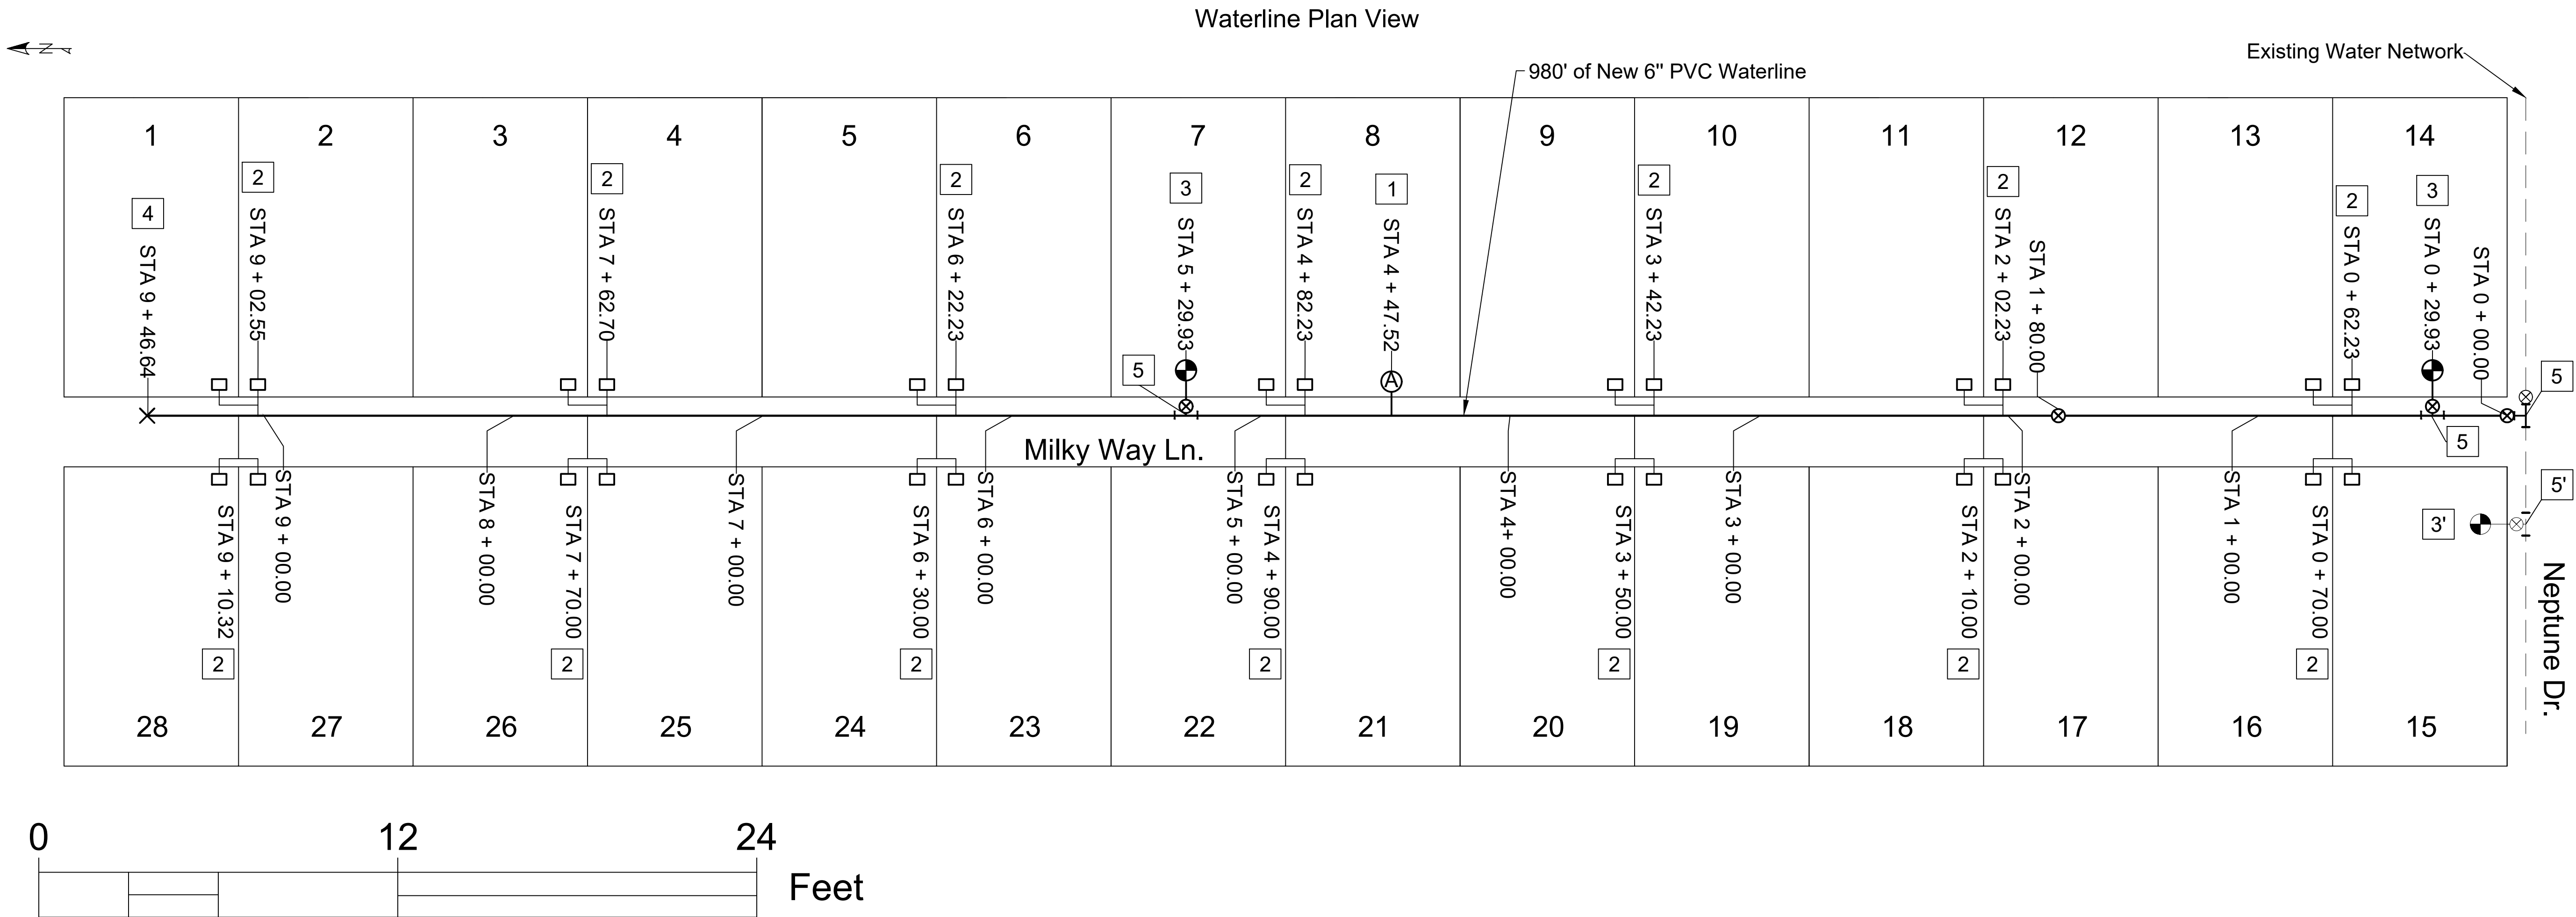 Waterline Plan View
N
Existing Water Network
980' of New 6" PVC Waterline
1
2
3
4
5
6
7
8
9
10
11
12
13
14
2
2
2
3
2
1
2
2
2
3
4
STA 9 + 46.64
STA 9 + 02.55
STA 7 + 62.70
STA 6 + 22.23
STA 5 + 29.93
STA 4 + 82.23
STA 4 + 47.52
STA 3 + 42.23
STA 2 + 02.23
STA 1 + 80.00
STA 0 + 62.23
STA 0 + 29.93
STA 0 + 00.00
5
A
5
Milky Way Ln.
5
STA 9 + 10.32
STA 9 + 00.00
STA 8 + 00.00
STA 7 + 70.00
STA 7 + 00.00
STA 6 + 30.00
STA 6 + 00.00
STA 5 + 00.00
STA 4 + 90.00
STA 4+ 00.00
STA 3 + 50.00
STA 3 + 00.00
STA 2 + 10.00
STA 2 + 00.00
STA 1 + 00.00
STA 0 + 70.00
5'
3'
Neptune Dr.
2
2
2
2
2
2
2
28
27
26
25
24
23
22
21
20
19
18
17
16
15
0
12
24
Feet